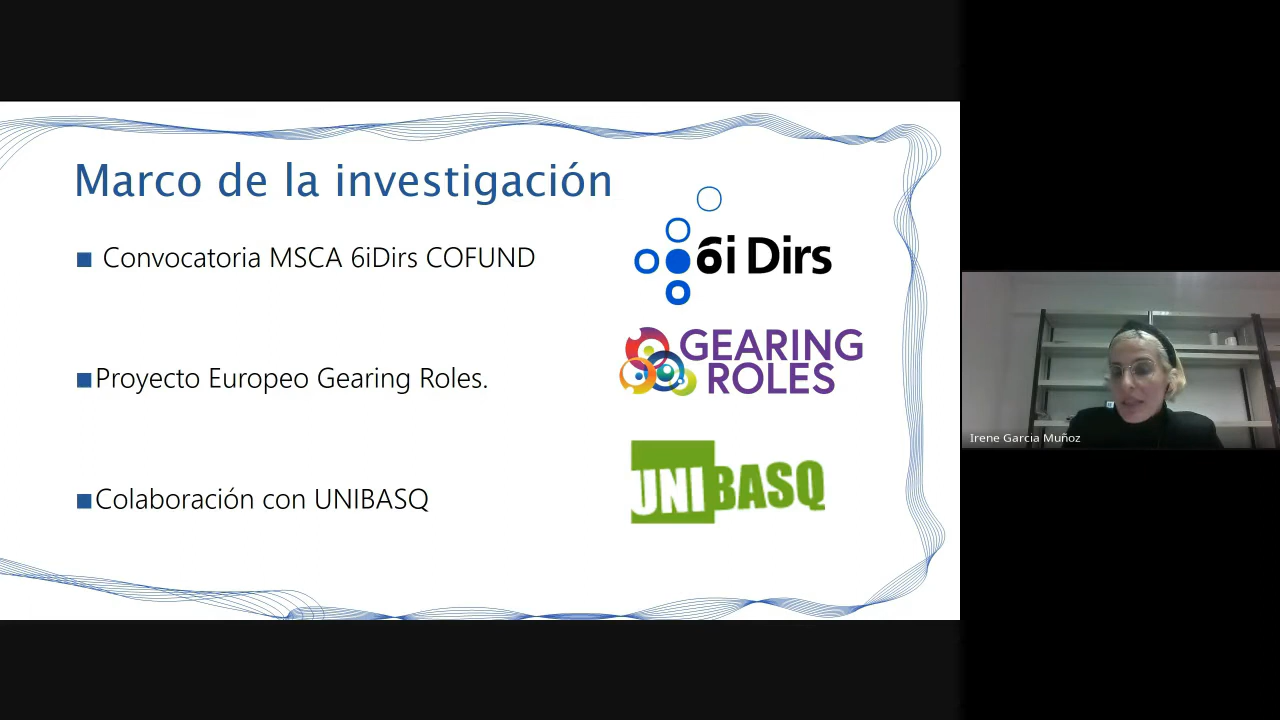 Marco de la investigación
■ Convocatoria MSCA 6iDirs COFUND
6i Dirs
■Proyecto Europeo Gearing Roles.
GEARING
ROLES
■Colaboración con UNIBASQ
UNIBASQ
Irene Garcia Muñoz